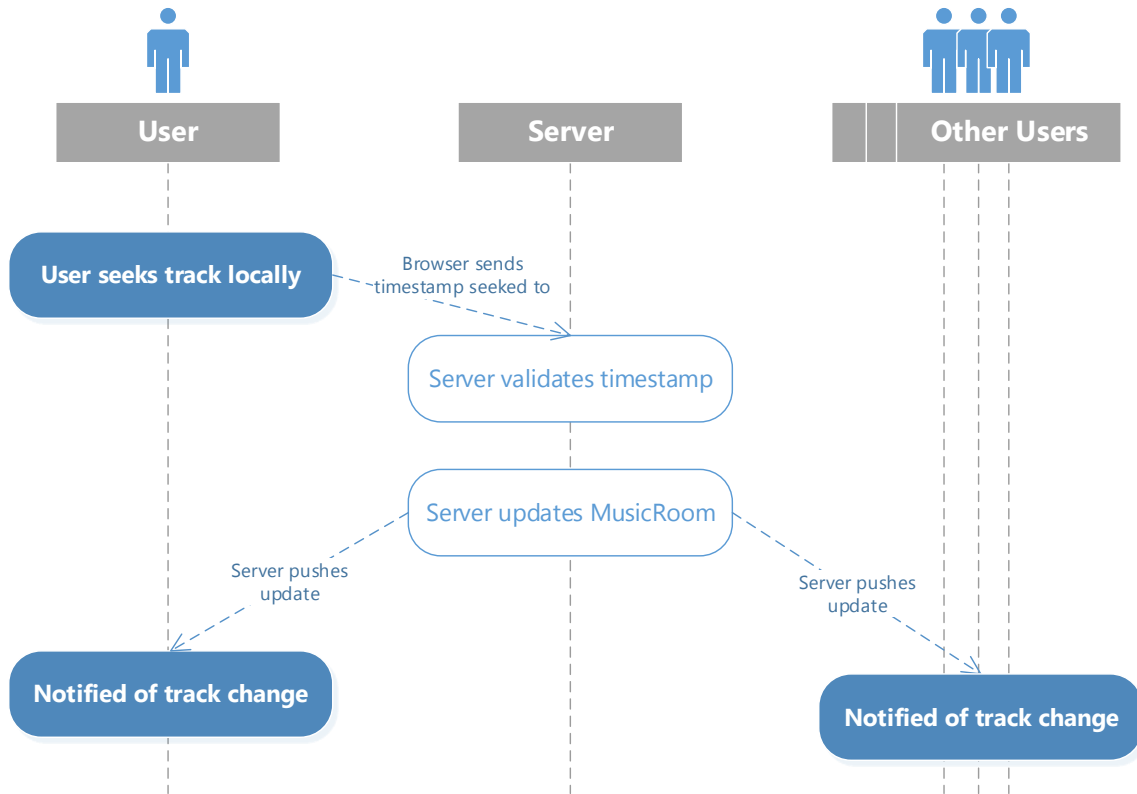 User
Server
Other Users
User seeks track locally
Browser sends
timestamp seeked to
Server validates timestamp
Server updates MusicRoom
Server pushes
update
Server pushes
update
Notified of track change
Notified of track change